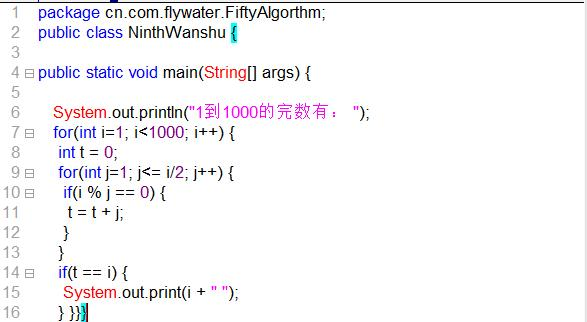 1 package cn.com.flywater.FiftyAlgorthm;
2 public class NinthWanshu {
3
4 public static void main(String[] args) {
5
6 System.out.println("1到1000的完数有： ");
7 for(int i=1; i<1000; i++) {
8 int t = 0;
9 for(int j=1; j<= i/2; j++) {
10 if(i % j == 0) {
11 t = t + j;
12 }
13 }
14 if(t == i) {
15 System.out.print(i + " ");
16 } }}}